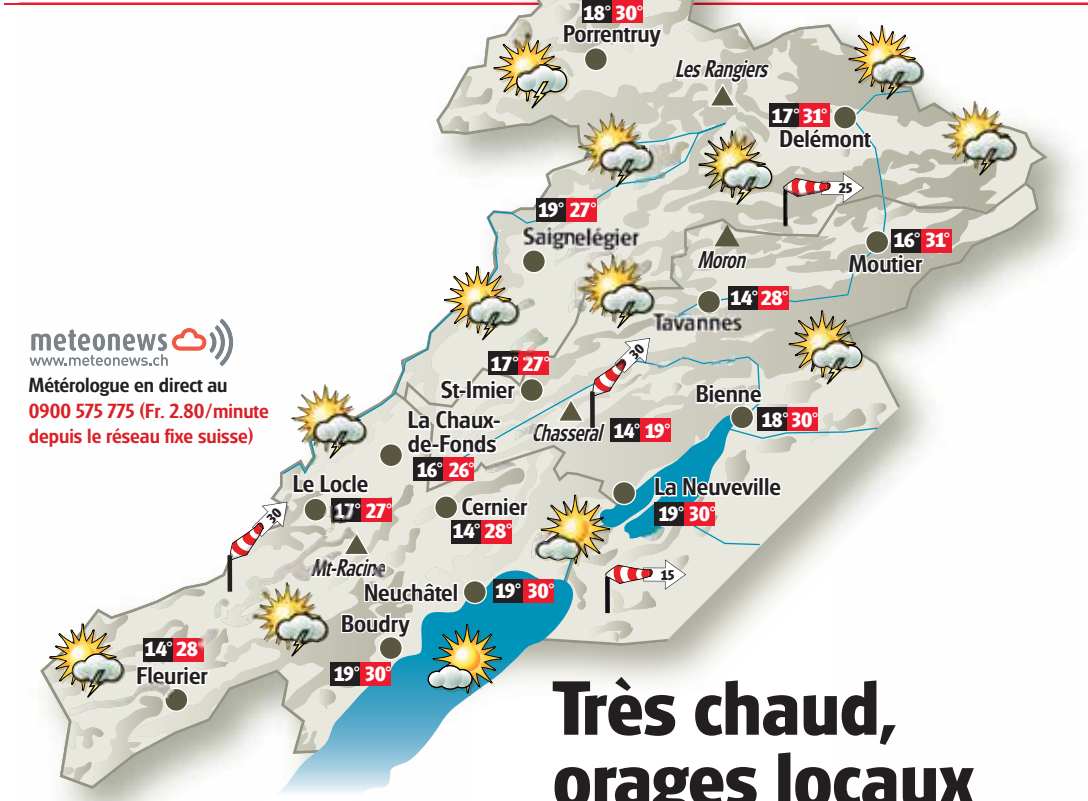 18° 30°
Porrentruy
Les Rangiers
17° 31°
Delémont
25
19° 27°
Saignelégier
Moron
16° 31°
Moutier
14° 28°
Tavannes
meteonews
www.meteonews.ch
Métérologue en direct au
0900 575 775 (Fr. 2.80/minute
depuis le réseau fixe suisse)
17° 27°
St-Imier
30
Chasseral 14° 19°
Bienne
18° 30°
La Chaux-
de-Fonds
16° 26°
Le Locle
17° 27°
Cernier
14° 28°
La Neuveville
19° 30°
30
Mt-Racine
Neuchâtel 19° 30°
15
Boudry
19° 30°
14° 28°
Fleurier
Très chaud,
orages locaux